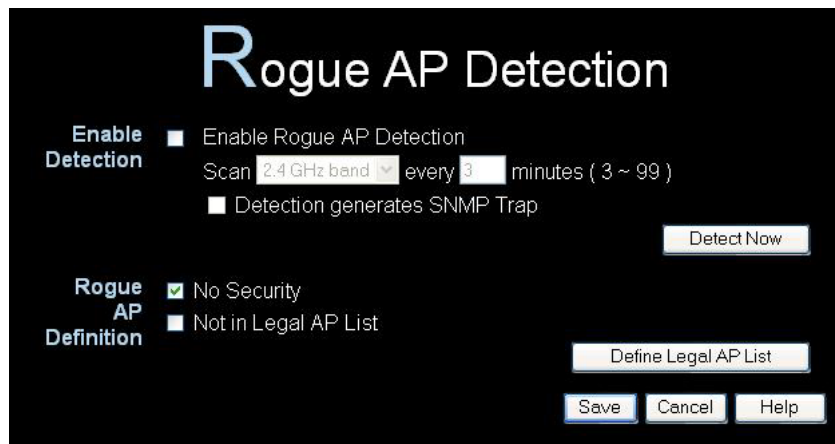 Rogue AP Detection
Enable Detection
Enable Rogue AP Detection
Scan 2.4 GHz band every 3 minutes ( 3 ~ 99 )
Detection generates SNMP Trap
Detect Now
Rogue AP Definition
No Security
Not in Legal AP List
Define Legal AP List
Save Cancel Help